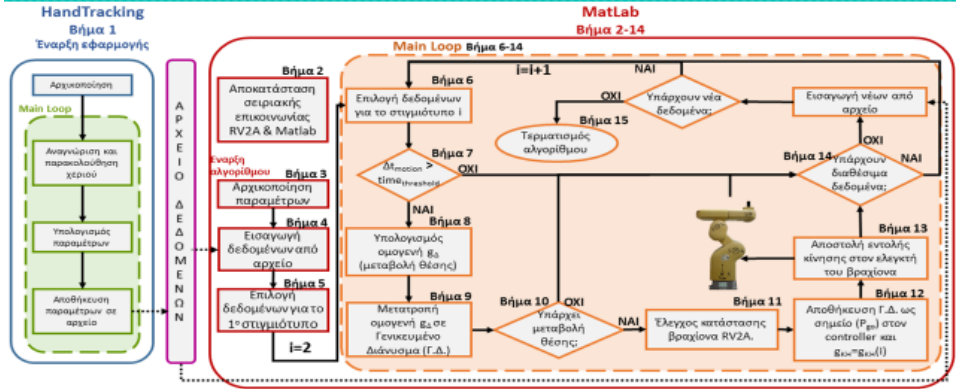 HandTracking
Βήμα 1
Έναρξη εφαρμογής
Αρχικοποίηση
Main Loop
Αναγνώριση και
παρακολούθηση
χεριού
Υπολογισμός
παραμέτρων
Αποθήκευση
παραμέτρων σε
αρχείο
ΑΡΧΕΙΟ ΔΕΔΟΜΕΝΩΝ
MatLab
Βήμα 2-14
Βήμα 2
Αποκατάσταση
σειριακής
επικοινωνίας
RV2A & Matlab
Έναρξη
αλγορίθμου
Βήμα 3
Αρχικοποίηση
παραμέτρων
Βήμα 4
Εισαγωγή
δεδομένων από
αρχείο
Βήμα 5
Επιλογή
δεδομένων για το
1ο στιγμιότυπο
i=2
Main Loop Βήμα 6-14
i=i+1
Βήμα 6
Επιλογή δεδομένων
για το στιγμιότυπο i
Βήμα 7
Δtmotion >
timethreshold
ΟΧΙ
ΝΑΙ
Βήμα 8
Υπολογισμός
ομογενή gΔ
(μεταβολή θέσης)
Βήμα 9
Μετατροπή
ομογενή gΔ σε
Γενικευμένο
Διάνυσμα (Γ.Δ.)
Βήμα 10
Υπάρχει
μεταβολή
θέσης;
ΟΧΙ
ΝΑΙ
Βήμα 11
Έλεγχος κατάστασης
βραχίονα RV2A.
Βήμα 12
Αποθήκευση Γ.Δ. ως
σημείο (Pgo) στον
controller και
Βήμα 13
Αποστολή εντολής
κίνησης στον ελεγκτή
του βραχίονα
Βήμα 14
Υπάρχουν
διαθέσιμα
δεδομένα;
ΝΑΙ
ΟΧΙ
Εισαγωγή νέων από
αρχείο
Υπάρχουν νέα
δεδομένα;
ΝΑΙ
ΟΧΙ
Βήμα 15
Τερματισμός
αλγορίθμου